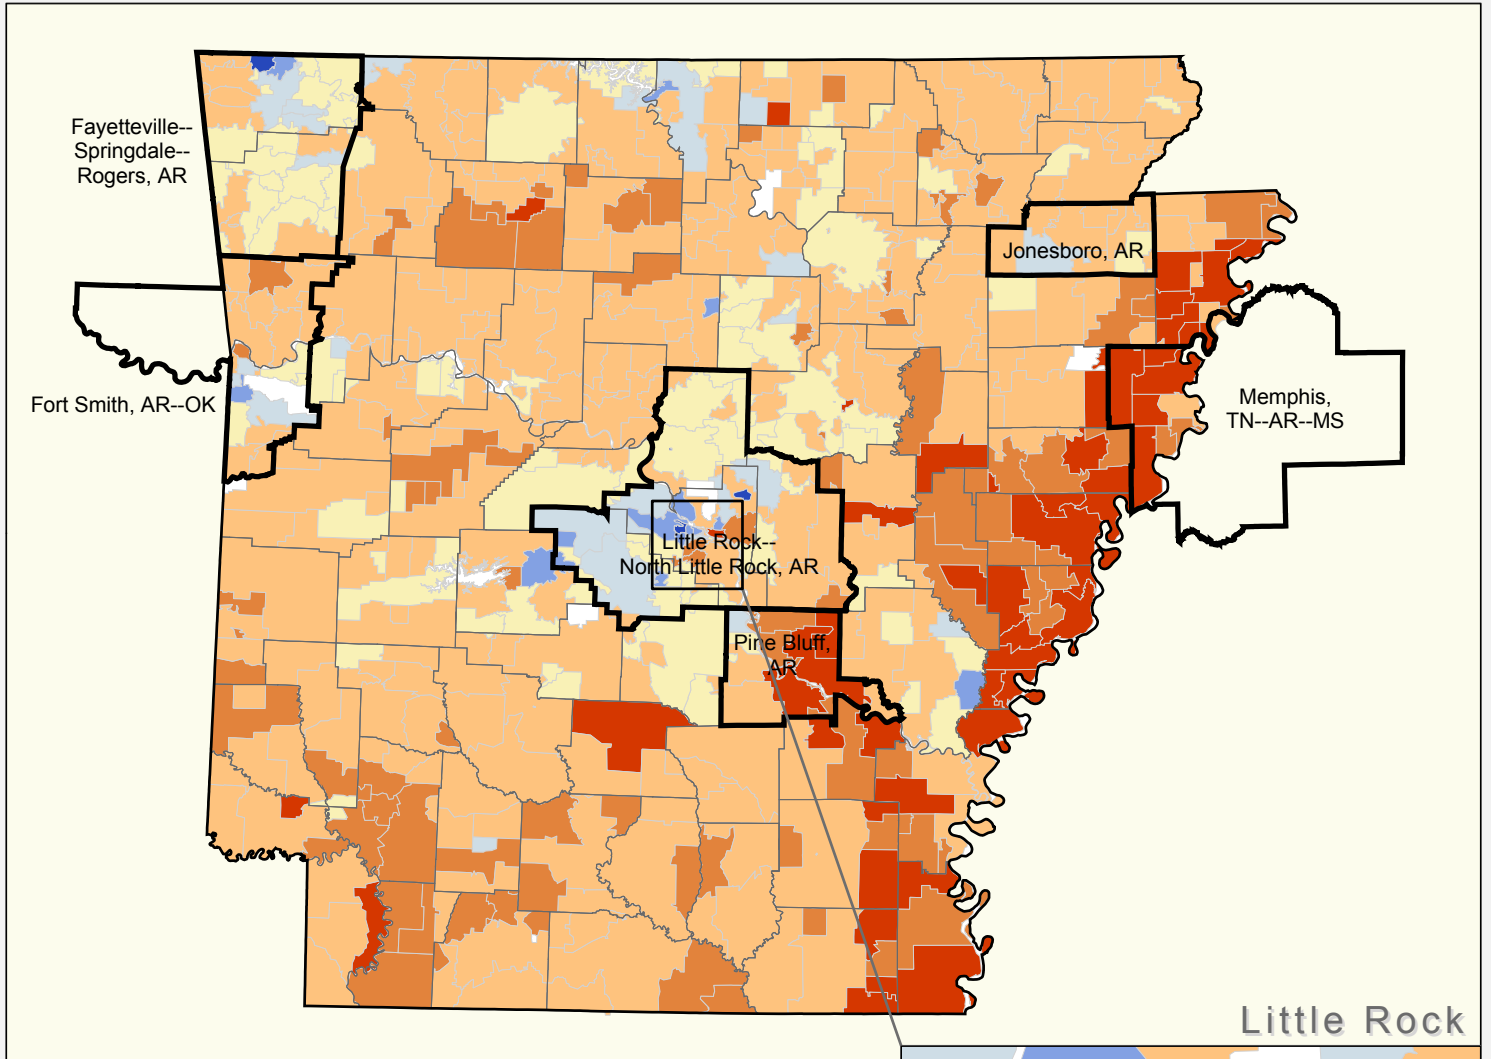 Fayetteville--
Springdale--
Rogers, AR
Jonesboro, AR
Fort Smith, AR--OK
Memphis,
TN--AR--MS
Little Rock--
North Little Rock, AR
Pine Bluff,
AR
Little Rock